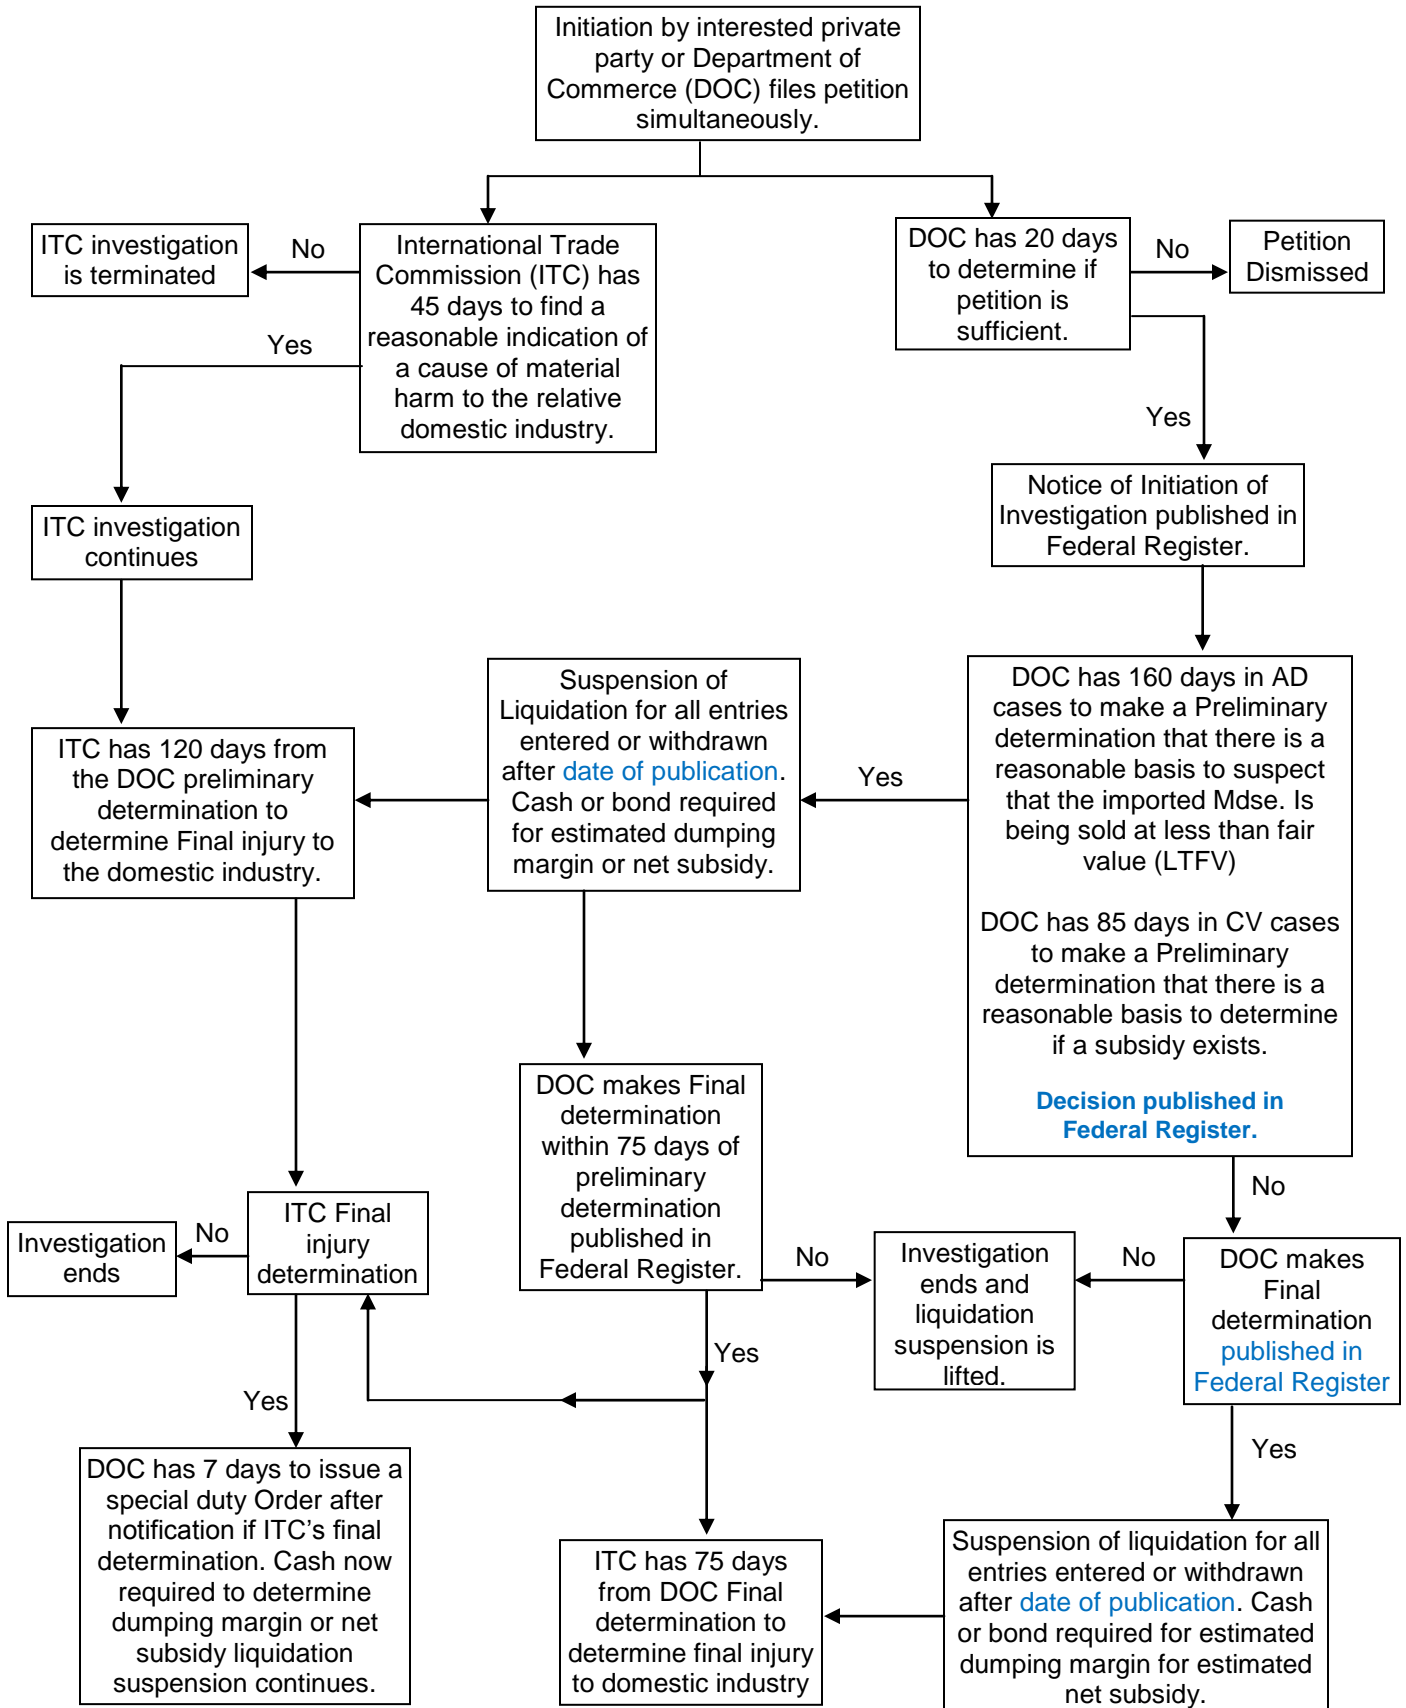 Initiation by interested private
party or Department of
Commerce (DOC) files petition
simultaneously.
ITC investigation
is terminated
No
International Trade
Commission (ITC) has
45 days to find a
reasonable indication of
a cause of material
harm to the relative
domestic industry.
DOC has 20 days
to determine if
petition is
sufficient.
No
Petition
Dismissed
Yes
Yes
ITC investigation
continues
Notice of Initiation of
Investigation published in
Federal Register.
ITC has 120 days from
the DOC preliminary
determination to
determine Final injury to
the domestic industry.
Suspension of
Liquidation for all entries
entered or withdrawn
after date of publication.
Cash or bond required
for estimated dumping
margin or net subsidy.
Yes
DOC has 160 days in AD
cases to make a Preliminary
determination that there is a
reasonable basis to suspect
that the imported Mdse. Is
being sold at less than fair
value (LTFV)
DOC has 85 days in CV cases
to make a Preliminary
determination that there is a
reasonable basis to determine
if a subsidy exists.
Decision published in
Federal Register.
DOC makes Final
determination
within 75 days of
preliminary
determination
published in
Federal Register.
No
Investigation
ends
No
ITC Final
injury
determination
No
Investigation
ends and
liquidation
suspension is
lifted.
No
DOC makes
Final
determination
published in
Federal Register
Yes
Yes
Yes
DOC has 7 days to issue a
special duty Order after
notification if ITC’s final
determination. Cash now
required to determine
dumping margin or net
subsidy liquidation
suspension continues.
ITC has 75 days
from DOC Final
determination to
determine final injury
to domestic industry
Suspension of liquidation for all
entries entered or withdrawn
after date of publication. Cash
or bond required for estimated
dumping margin for estimated
net subsidy.